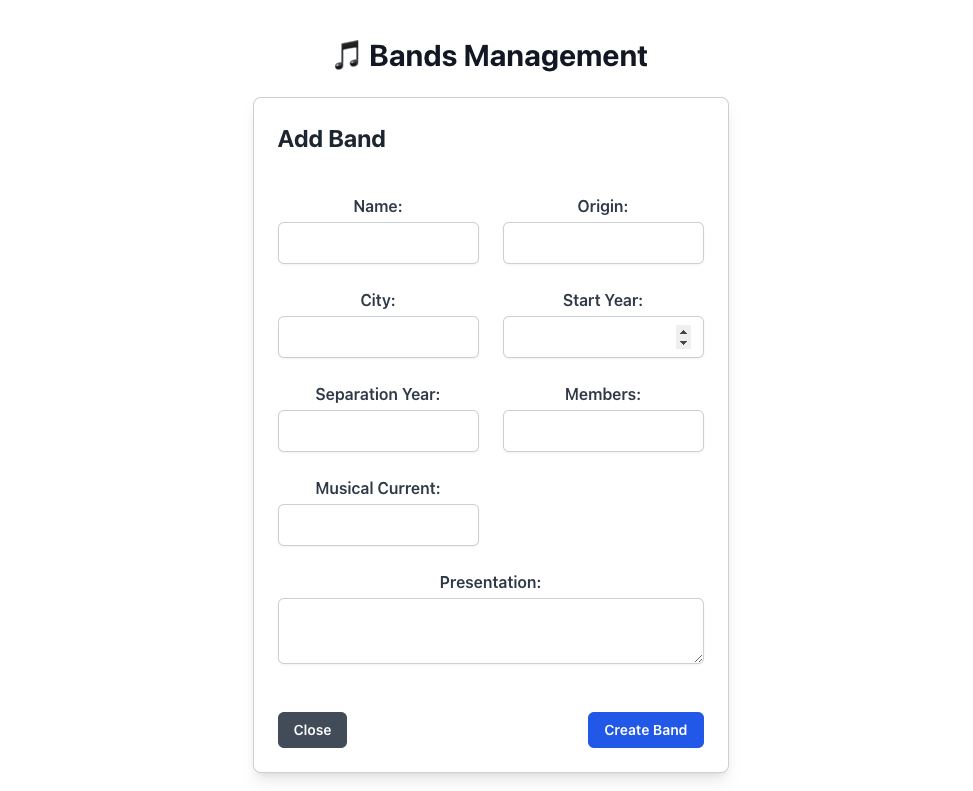 🎵 Bands Management
Add Band
Name:
Origin:
City:
Start Year:
Separation Year:
Members:
Musical Current:
Presentation:
Close
Create Band